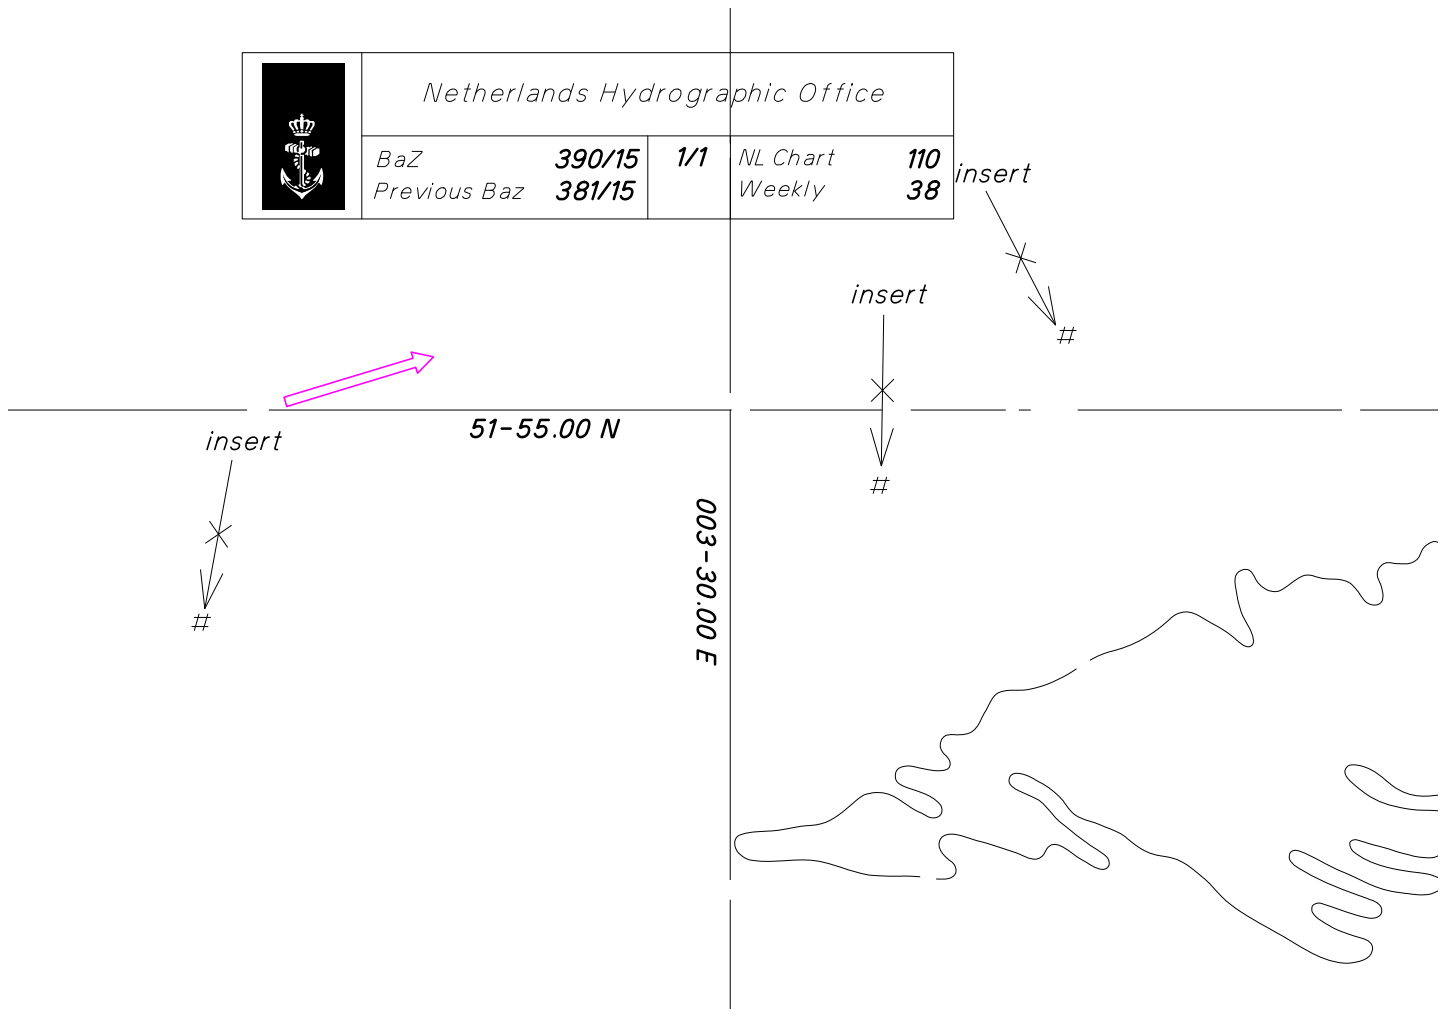 Netherlands Hydrographic Office
BaZ 390/15 1/1 NL Chart 110
Previous Baz 381/15 Weekly 38
insert
#
insert
#
51-55.00 N
insert
#
003-30.00 E